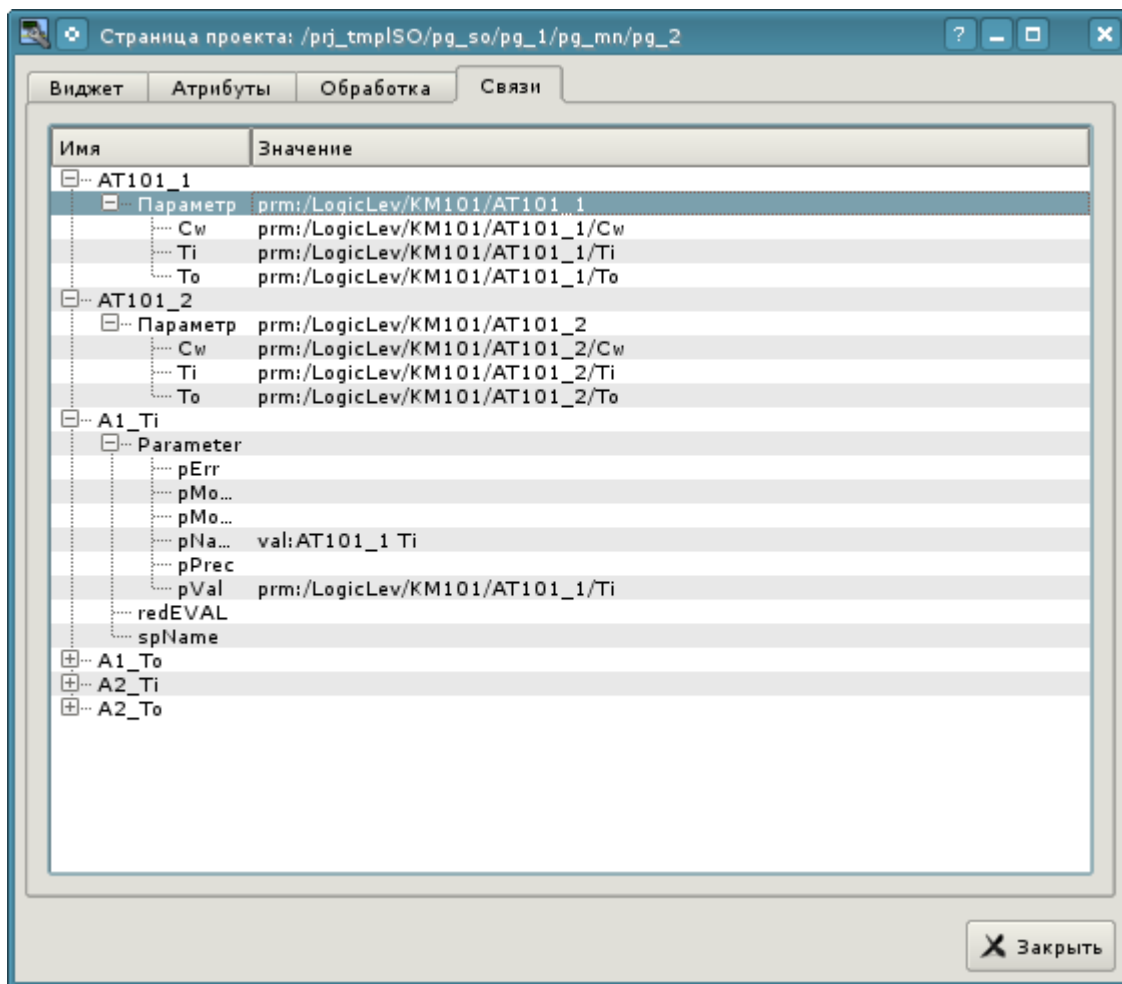 Страница проекта: /prj_tmplSO/pg_so/pg_1/pg_mn/pg_2
Виджет Атрибуты Обработка Связи
Имя Значение
AT101_1
Параметр prm:/LogicLev/KM101/AT101_1
Cw prm:/LogicLev/KM101/AT101_1/Cw
Ti prm:/LogicLev/KM101/AT101_1/Ti
To prm:/LogicLev/KM101/AT101_1/To
AT101_2
Параметр prm:/LogicLev/KM101/AT101_2
Cw prm:/LogicLev/KM101/AT101_2/Cw
Ti prm:/LogicLev/KM101/AT101_2/Ti
To prm:/LogicLev/KM101/AT101_2/To
A1_Ti
Parameter
pErr
pMo...
pMo...
pNa... val:AT101_1 Ti
pPrec
pVal prm:/LogicLev/KM101/AT101_1/Ti
redEVAL
spName
A1_To
A2_Ti
A2_To
Закрыть